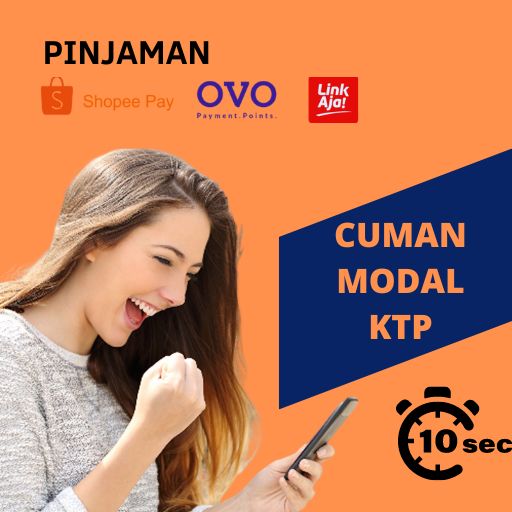 PINJAMAN
Shopee Pay
OVO
Payment.Points.
Link
Aja!
CUMAN
MODAL
KTP
10 sec